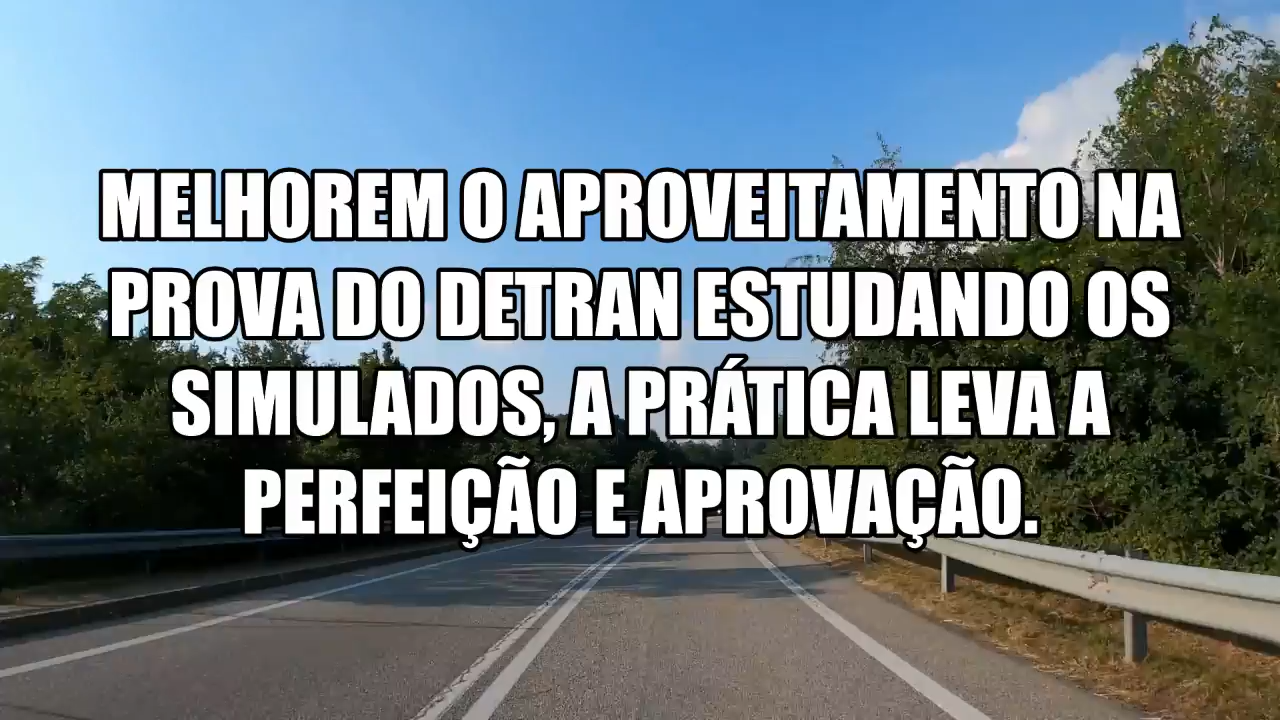 MELHOREM O APROVEITAMENTO NA
PROVA DO DETRAN ESTUDANDO OS
SIMULADOS, A PRÁTICA LEVA A
PERFEIÇÃO E APROVAÇÃO.